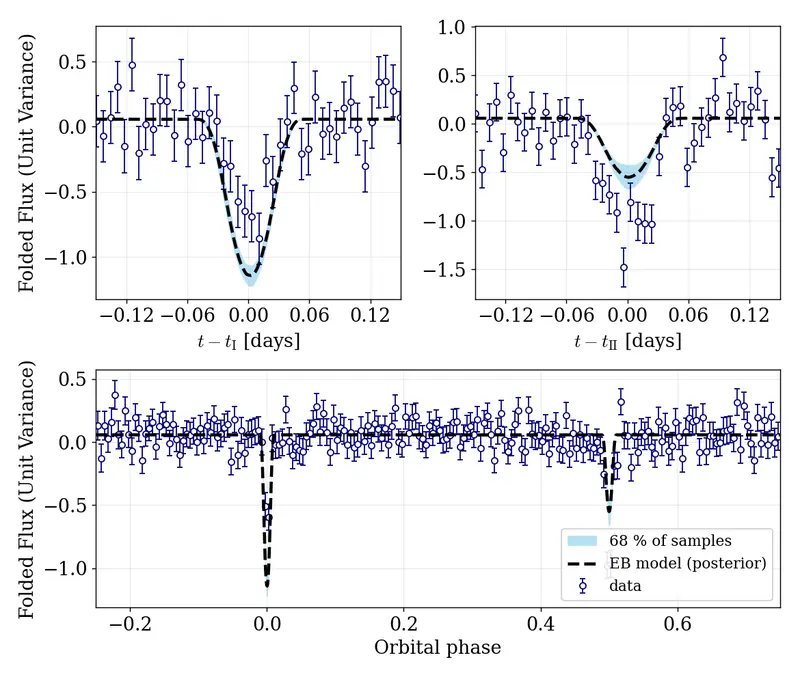 Folded Flux (Unit Variance)
0.5
0.0
−0.5
−1.0
−0.12 −0.06 0.00 0.06 0.12
t − tI [days]
1.0
0.5
0.0
−0.5
−1.0
−1.5
−0.12 −0.06 0.00 0.06 0.12
t − tII [days]
Folded Flux (Unit Variance)
0.5
0.0
−0.5
−1.0
68 % of samples
EB model (posterior)
data
−0.2 0.0 0.2 0.4 0.6
Orbital phase